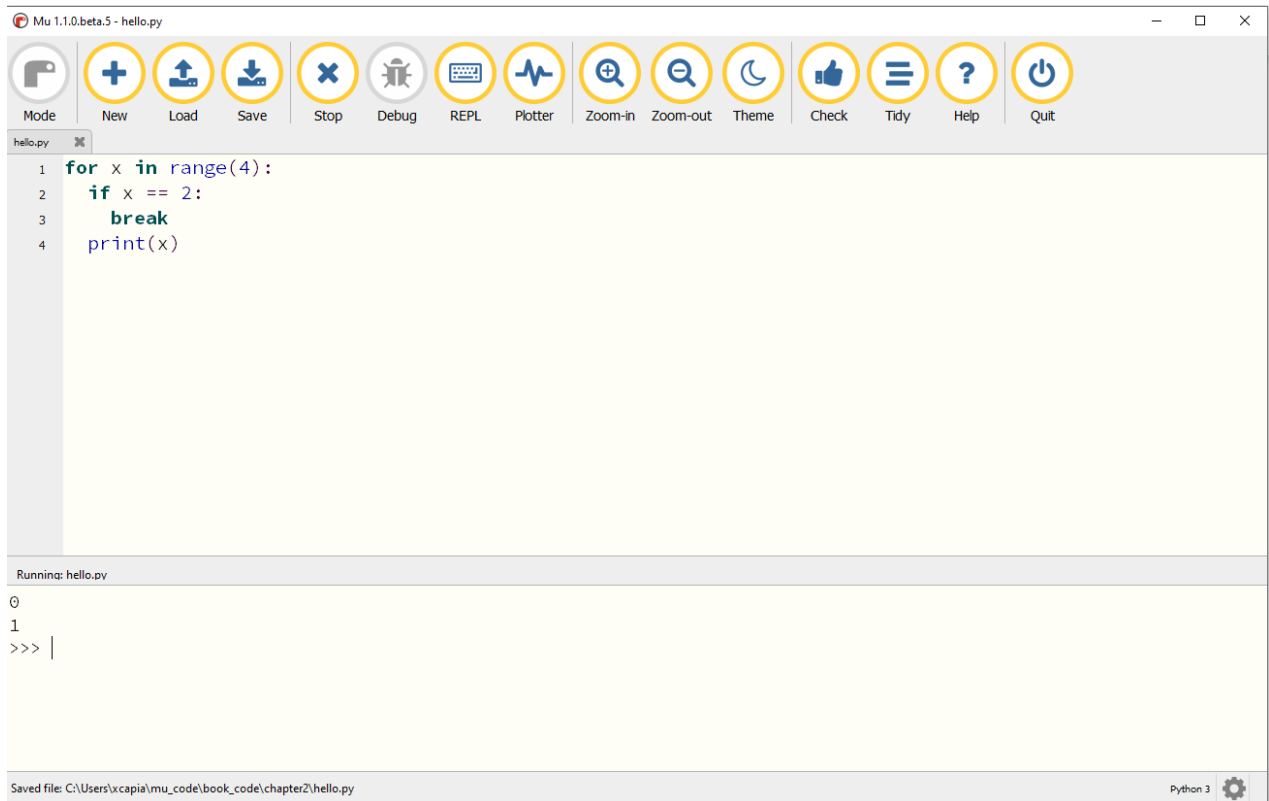 Mu 1.1.0.beta.5 - hello.py
Mode New Load Save Stop Debug REPL Plotter Zoom-in Zoom-out Theme Check Tidy Help Quit
hello.py
1 for x in range(4):
2   if x == 2:
3     break
4   print(x)
Running: hello.py
0
1
>>>
Saved file: C:\Users\xcapia\mu_code\book_code\chapter2\hello.py Python 3